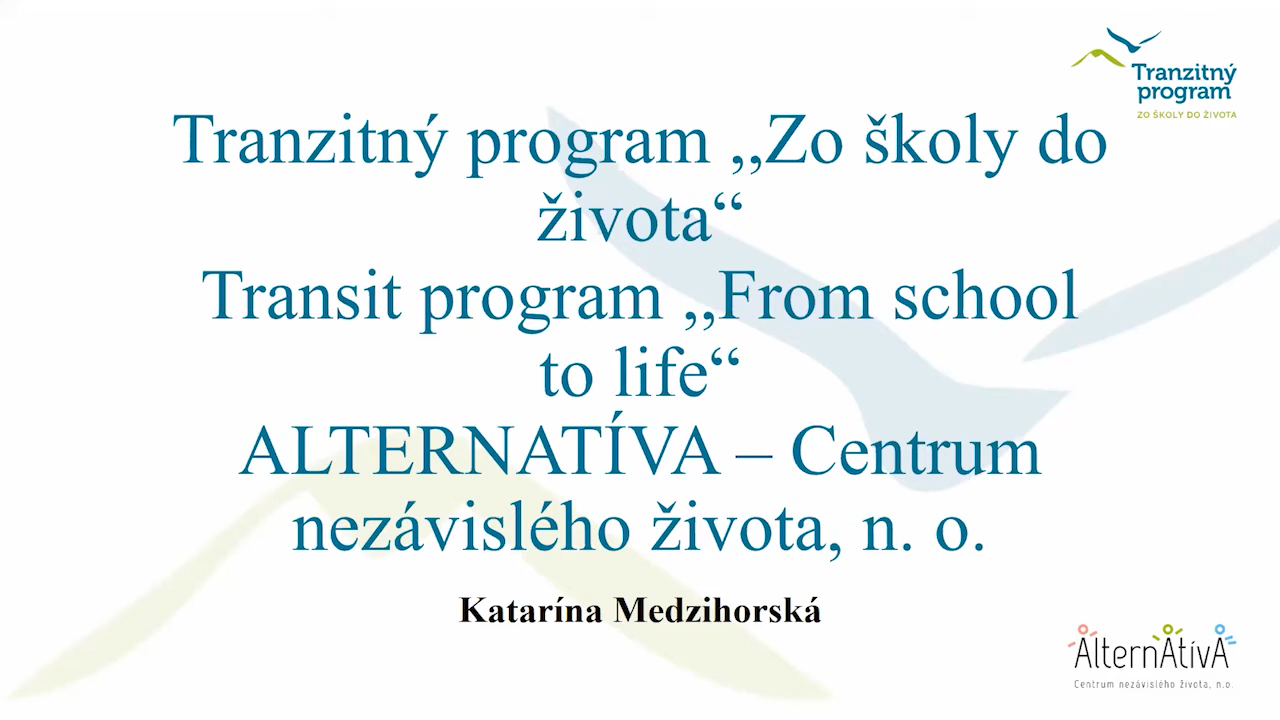 Tranzitný
program
ZO ŠKOLY DO ŽIVOTA
Tranzitný program ,,Zo školy do
života“
Transit program ,,From school
to life“
ALTERNATÍVA – Centrum
nezávislého života, n. o.
Katarína Medzihorská
AlternAtívA
Centrum nezávislého života, n.o.